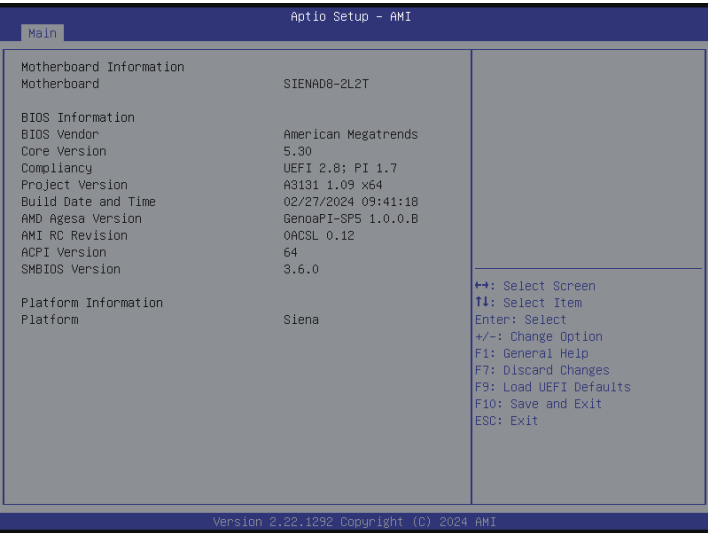 Aptio Setup – AMI
Main
Motherboard Information
Motherboard SIENAD8-2L2T
BIOS Information
BIOS Vendor American Megatrends
Core Version 5.30
Compliancy UEFI 2.8; PI 1.7
Project Version A3131 1.09 x64
Build Date and Time 02/27/2024 09:41:18
AMD Agesa Version GenoaPI-SP5 1.0.0.B
AMI RC Revision OACSL 0.12
ACPI Version 64
SMBIOS Version 3.6.0
Platform Information
Platform Siena
↔: Select Screen
↑↓: Select Item
Enter: Select
+/-: Change Option
F1: General Help
F7: Discard Changes
F9: Load UEFI Defaults
F10: Save and Exit
ESC: Exit
Version 2.22.1292 Copyright (C) 2024 AMI